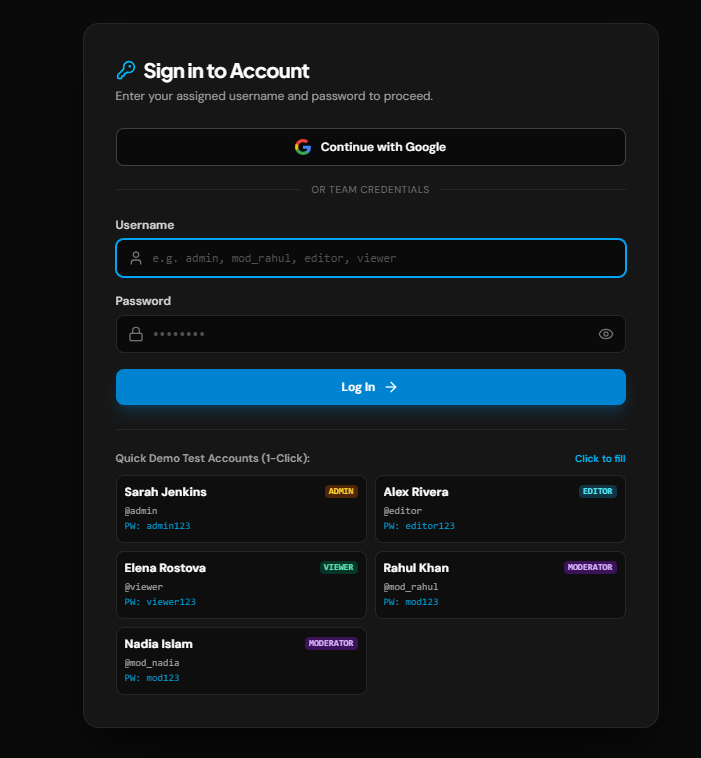 Sign in to Account
Enter your assigned username and password to proceed.
Continue with Google
OR TEAM CREDENTIALS
Username
e.g. admin, mod_rahul, editor, viewer
Password
••••••••
Log In →
Quick Demo Test Accounts (1-Click):
Click to fill
Sarah Jenkins
ADMIN
@admin
PW: admin123
Alex Rivera
EDITOR
@editor
PW: editor123
Elena Rostova
VIEWER
@viewer
PW: viewer123
Rahul Khan
MODERATOR
@mod_rahul
PW: mod123
Nadia Islam
MODERATOR
@mod_nadia
PW: mod123